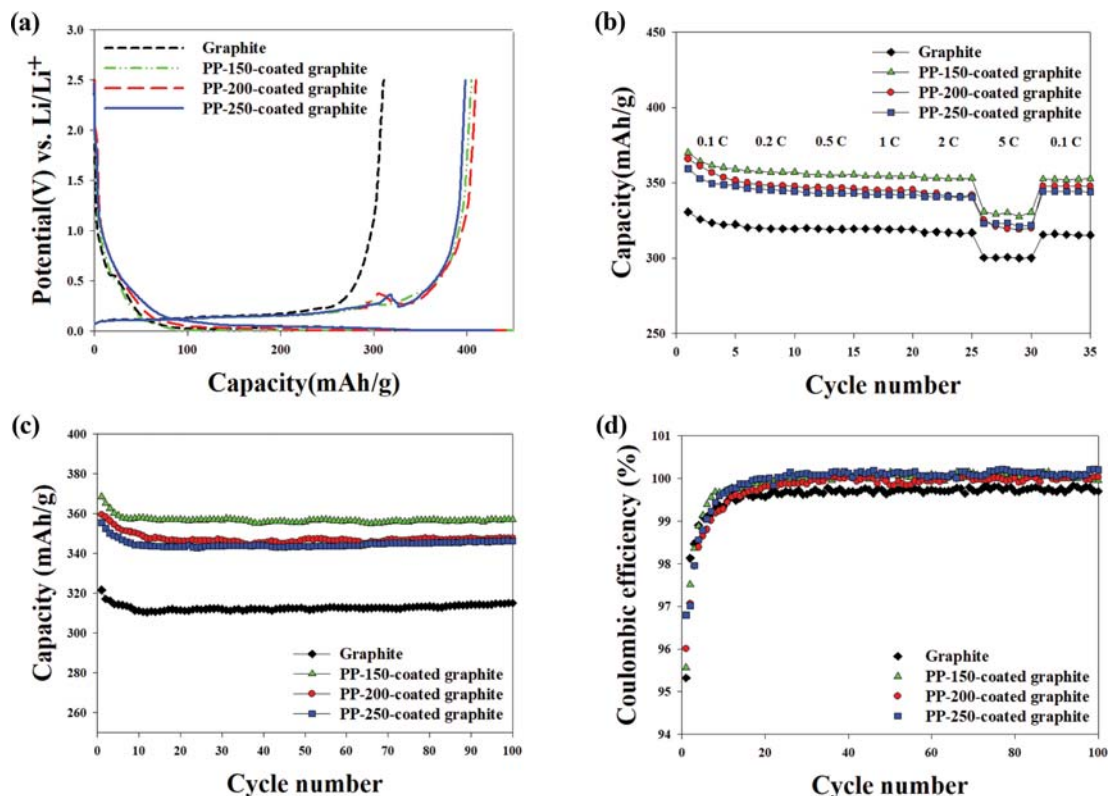 (a)
Potential(V) vs. Li/Li+
3.0
2.5
2.0
1.5
1.0
0.5
0.0
Graphite
PP-150-coated graphite
PP-200-coated graphite
PP-250-coated graphite
0 100 200 300 400
Capacity(mAh/g)
(b)
Capacity(mAh/g)
450
400
350
300
250
Graphite
PP-150-coated graphite
PP-200-coated graphite
PP-250-coated graphite
0.1 C 0.2 C 0.5 C 1 C 2 C 5 C 0.1 C
0 5 10 15 20 25 30 35
Cycle number
(c)
Capacity (mAh/g)
400
380
360
340
320
300
280
260
Graphite
PP-150-coated graphite
PP-200-coated graphite
PP-250-coated graphite
0 10 20 30 40 50 60 70 80 90 100
Cycle number
(d)
Coulombic efficiency (%)
101
100
99
98
97
96
95
94
Graphite
PP-150-coated graphite
PP-200-coated graphite
PP-250-coated graphite
0 20 40 60 80 100
Cycle number